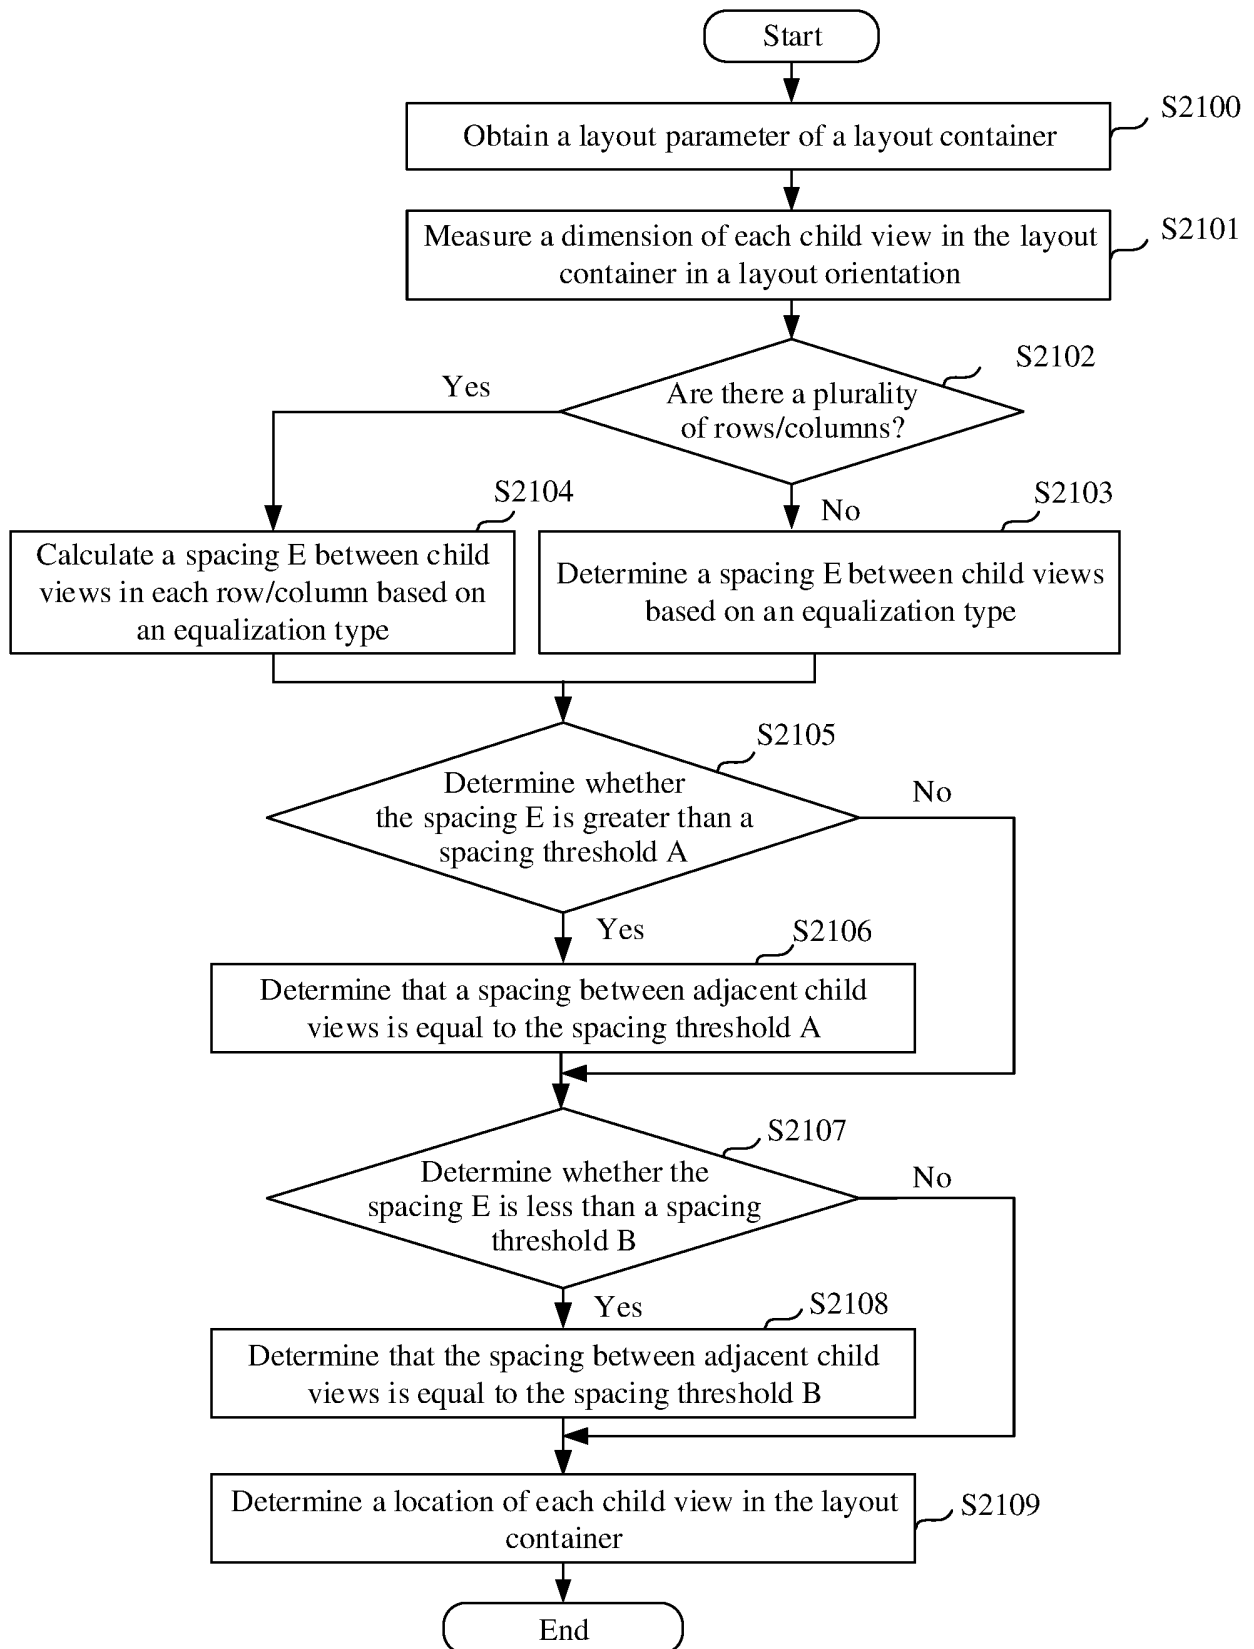 Start
Obtain a layout parameter of a layout container
S2100
Measure a dimension of each child view in the layout
container in a layout orientation
S2101
Are there a plurality
of rows/columns?
S2102
Yes
No
S2104
Calculate a spacing E between child
views in each row/column based on
an equalization type
S2103
Determine a spacing E between child views
based on an equalization type
S2105
Determine whether
the spacing E is greater than a
spacing threshold A
No
Yes
S2106
Determine that a spacing between adjacent child
views is equal to the spacing threshold A
S2107
Determine whether the
spacing E is less than a spacing
threshold B
No
Yes
S2108
Determine that the spacing between adjacent child
views is equal to the spacing threshold B
Determine a location of each child view in the layout
container
S2109
End